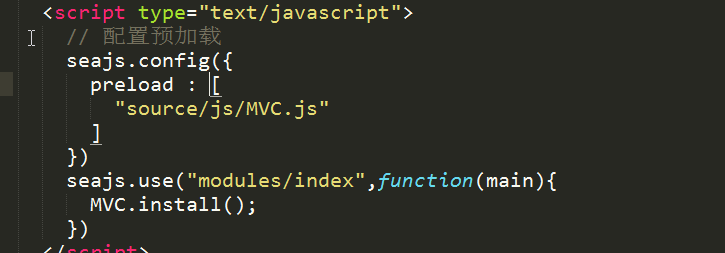 <script type="text/javascript">
// 配置预加载
seajs.config({
preload : [
"source/js/MVC.js"
]
})
seajs.use("modules/index",function(main){
MVC.install();
})
</script>